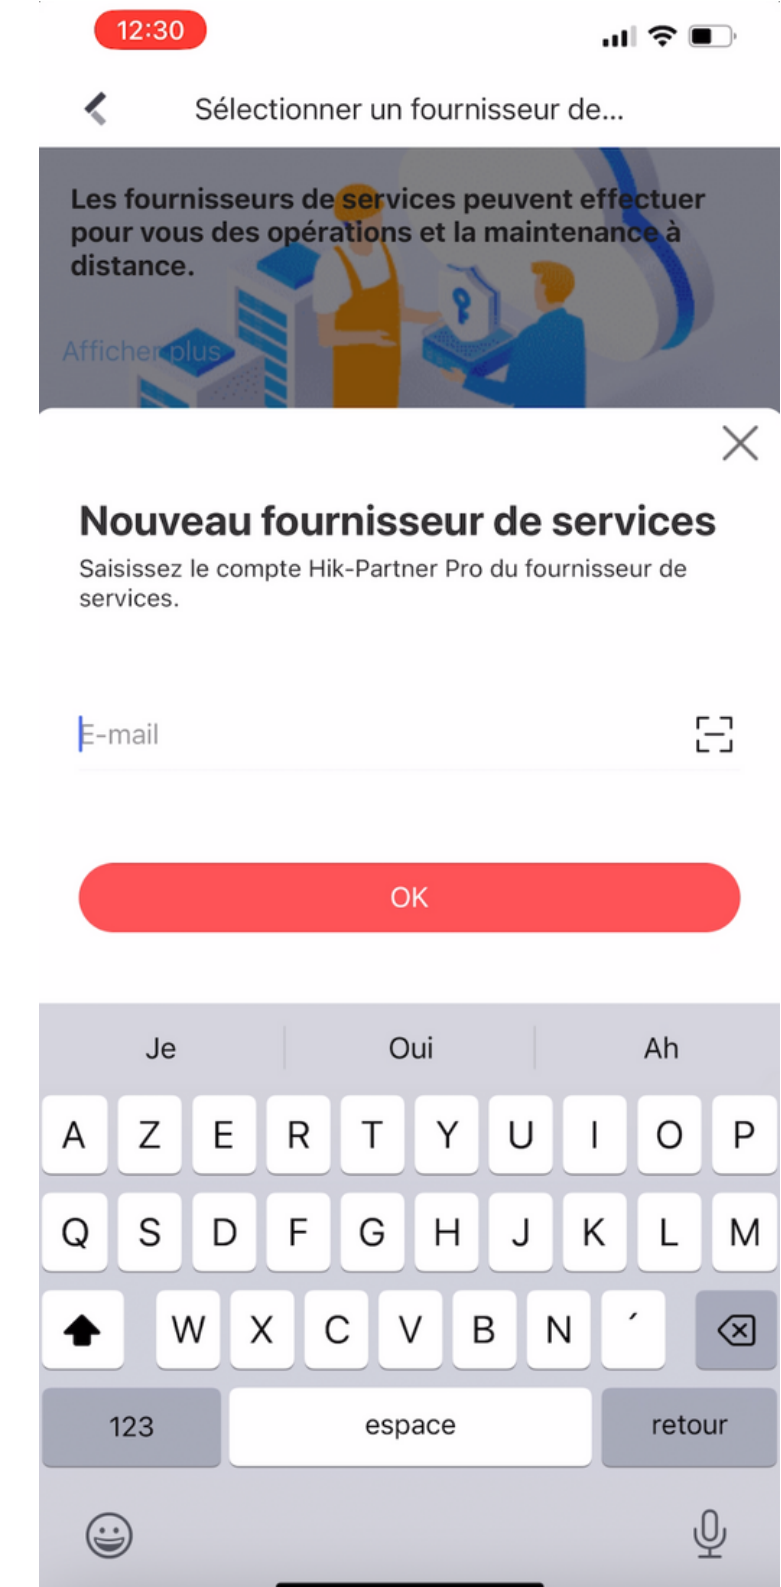 12:30
Sélectionner un fournisseur de...
Les fournisseurs de services peuvent effectuer
pour vous des opérations et la maintenance à
distance.
Afficher plus
Nouveau fournisseur de services
Saisissez le compte Hik-Partner Pro du fournisseur de
services.
E-mail
OK
Je Oui Ah
A Z E R T Y U I O P
Q S D F G H J K L M
W X C V B N ´
123 espace retour